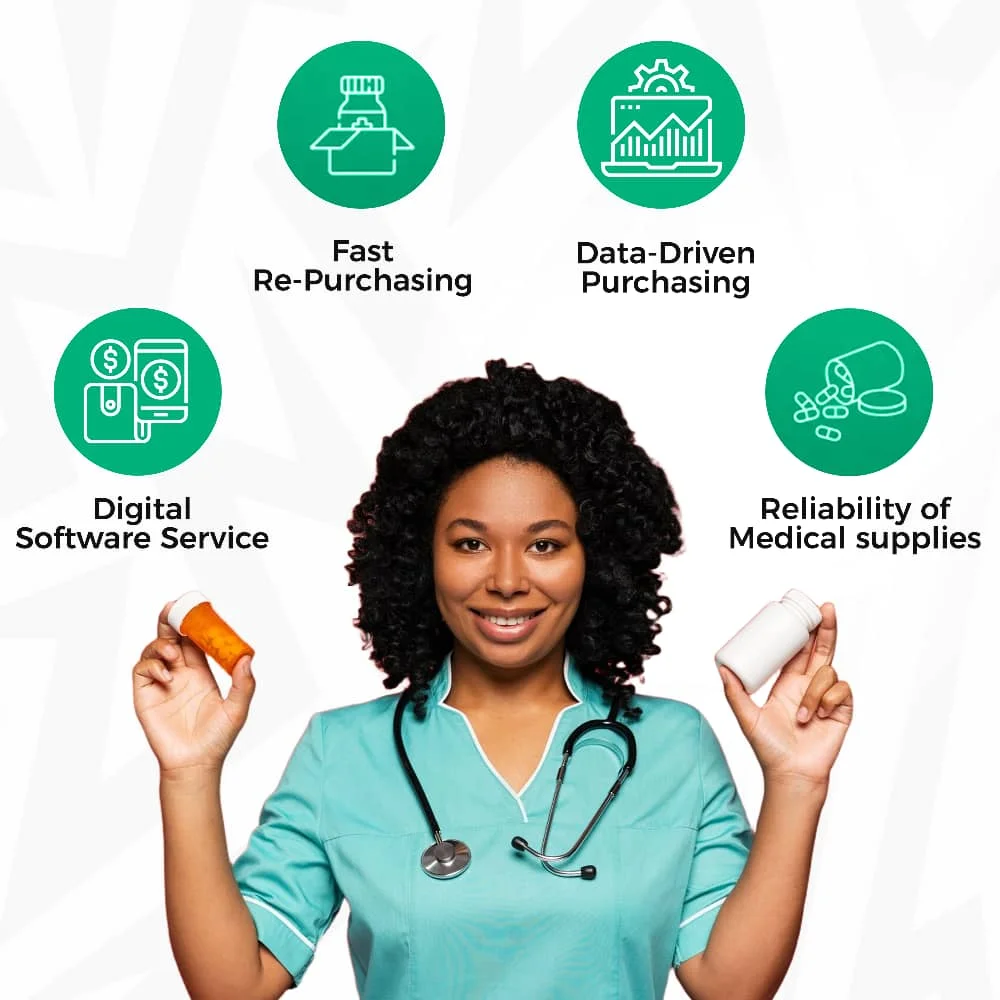 Fast
Re-Purchasing
Data-Driven
Purchasing
Digital
Software Service
Reliability of
Medical supplies